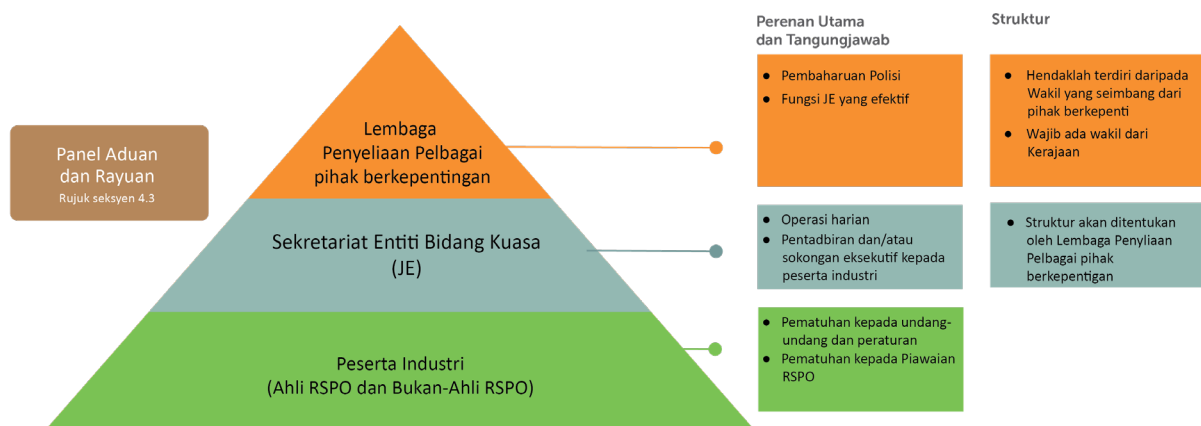 Perenan Utama
dan Tangungjawab
Struktur
Panel Aduan
dan Rayuan
Rujuk seksyen 4.3
Lembaga
Penyeliaan Pelbagai
pihak berkepentingan
● Pembaharuan Polisi
● Fungsi JE yang efektif
● Hendaklah terdiri daripada
Wakil yang seimbang dari
pihak berkepenti
● Wajib ada wakil dari
Kerajaan
Sekretariat Entiti Bidang Kuasa
(JE)
● Operasi harian
● Pentadbiran dan/atau
sokongan eksekutif kepada
peserta industri
● Struktur akan ditentukan
oleh Lembaga Penyliaan
Pelbagai pihak
berkepentigan
Peserta Industri
(Ahli RSPO dan Bukan-Ahli RSPO)
● Pematuhan kepada undang-
undang dan peraturan
● Pematuhan kepada Piawaian
RSPO